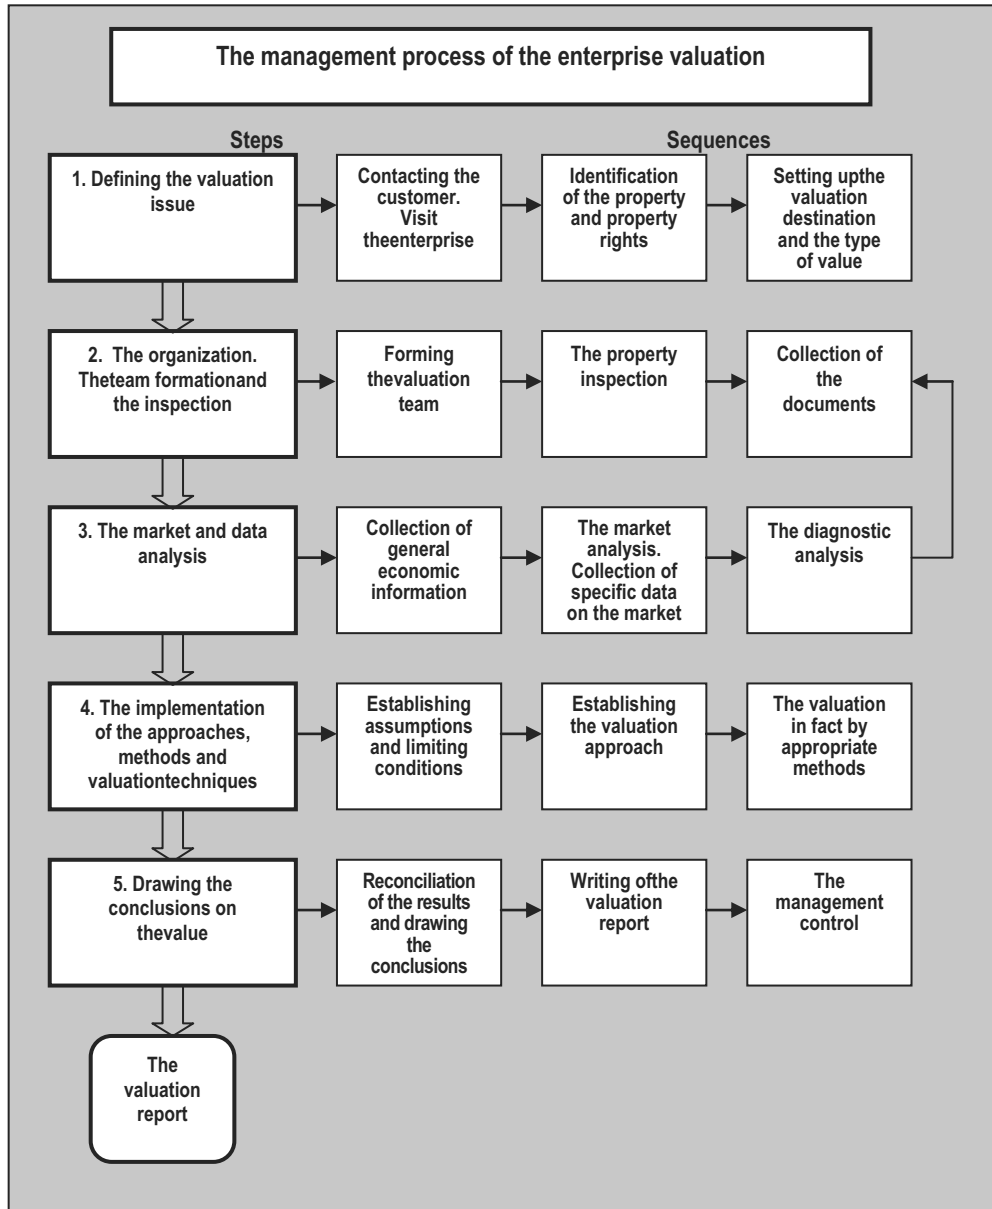 The management process of the enterprise valuation
Steps
Sequences
1. Defining the valuation
issue
Contacting the
customer.
Visit
theenterprise
Identification
of the property
and property
rights
Setting upthe
valuation
destination
and the type
of value
2. The organization.
Theteam formationand
the inspection
Forming
thevaluation
team
The property
inspection
Collection of
the
documents
3. The market and data
analysis
Collection of
general
economic
information
The market
analysis.
Collection of
specific data
on the market
The diagnostic
analysis
4. The implementation
of the approaches,
methods and
valuationtechniques
Establishing
assumptions
and limiting
conditions
Establishing
the valuation
approach
The valuation
in fact by
appropriate
methods
5. Drawing the
conclusions on
thevalue
Reconciliation
of the results
and drawing
the
conclusions
Writing ofthe
valuation
report
The
management
control
The
valuation
report